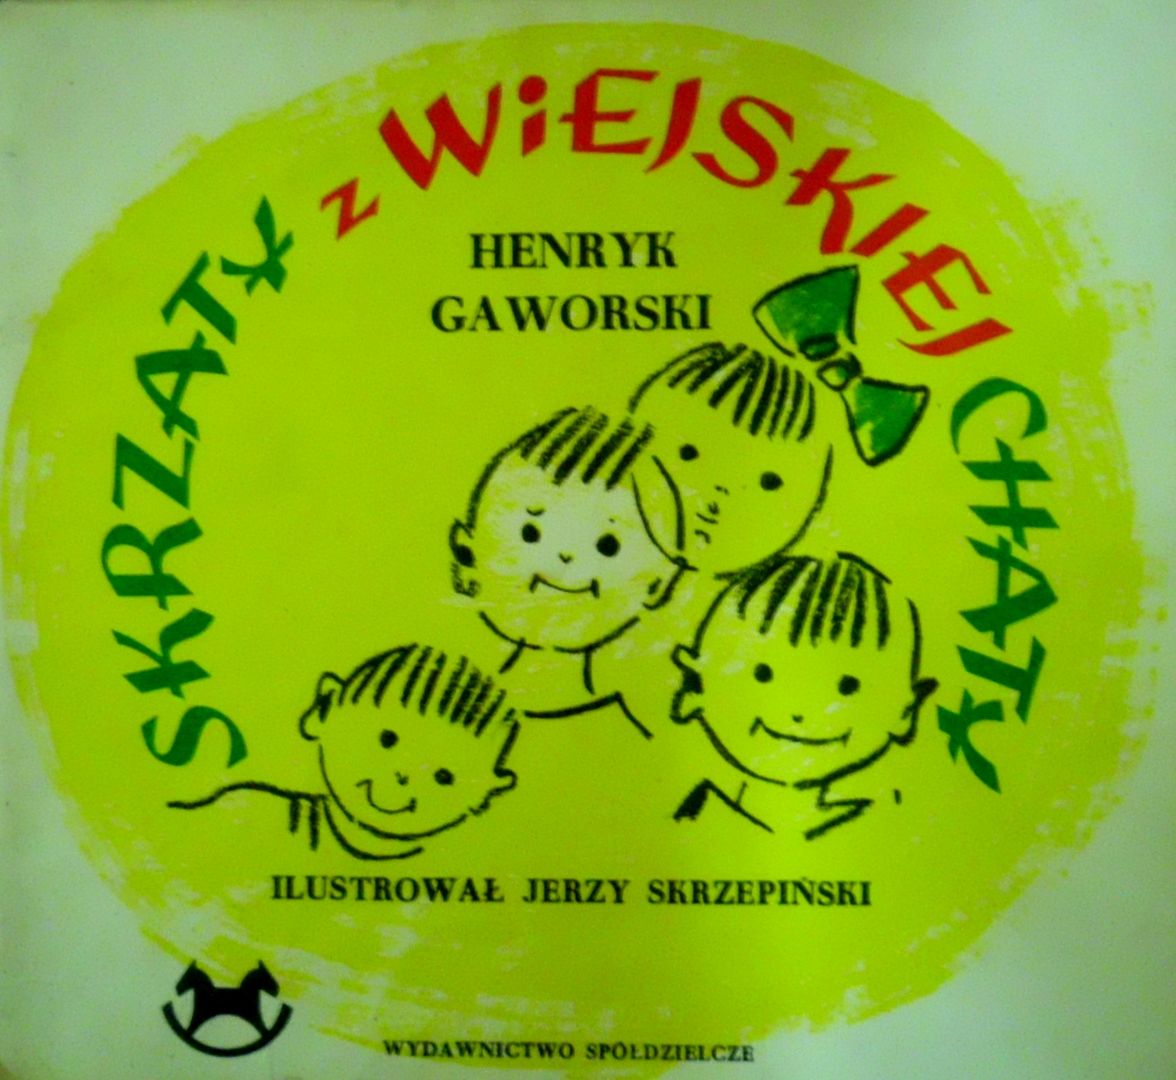 SKRZATY z WiEJSKIEJ CHATY
HENRYK
GAWORSKI
ILUSTROWAŁ JERZY SKRZEPIŃSKI
WYDAWNICTWO SPÓŁDZIELCZE